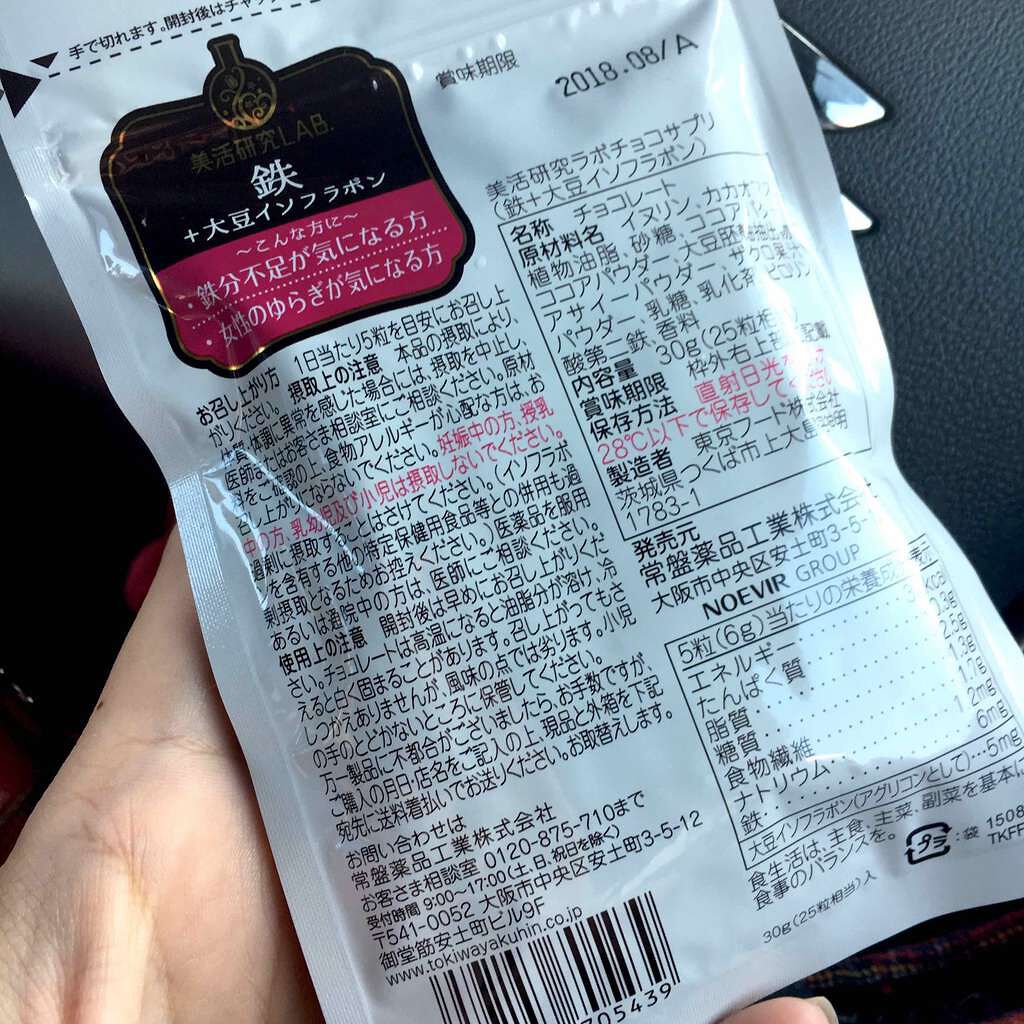 手で切れます。開封後はチャッ
美活研究LAB.
鉄
+大豆イソフラボン
～こんな方に～
・鉄分不足が気になる方
・女性のゆらぎが気になる方
賞味期限 2018.08/A
お召し上がり方 1日当たり5粒を目安にお召し上
がりください。摂取上の注意 本品の摂取により、
体調に異常を感じた場合には、摂取を中止し、
医師又はお客さま相談室にご相談ください。原材
料をご確認の上、食物アレルギーが心配な方は、お
召し上がりにならないでください。妊娠中の方、授乳
中の方、乳幼児及び小児は摂取しないでください。
過剰に摂取することはさけてください。(イソフラボ
ンを含有する他の特定保健用食品等との併用も過
剰摂取となるためお控えください。)医薬品を服用
あるいは通院中の方は、医師にご相談ください。
使用上の注意 開封後は早めにお召し上がりくだ
さい。チョコレートは高温になると油脂分が溶け、冷
えると白く固まることがあります。召し上がってもさ
しつかえありませんが、風味の点では劣ります。小児
の手のとどかないところに保管してください。
万一製品に不都合がございましたら、お手数ですが、
ご購入の月日・店名をご記入の上、現品と外箱を下記
宛先に送料着払いでお送りください。お取替えします。
お問い合わせは
常盤薬品工業株式会社
お客さま相談室 0120-875-710まで
受付時間 9:00~17:00(土、日、祝日を除く)
〒541-0052 大阪市中央区安土町3-5-12
御堂筋安土町ビル9F
www.tokiwayakuhin.co.jp
705439
美活研究ラボチョコサプリ
(鉄+大豆イソフラボン)
名称 チョコレート
原材料名 イヌリン、カカオマス、
植物油脂、砂糖、ココアバター、
ココアパウダー、大豆胚芽抽出物、
アサイーパウダー、ザクロ果汁
パウダー、乳糖、乳化剤、ピロリン
酸第二鉄、香料
内容量 30g(25粒相当)
賞味期限 枠外右上部に記載
保存方法 直射日光
28℃以下で保存してください
製造者 東京フード株式会社
茨城県つくば市上大島字明
1783-1
発売元
常盤薬品工業株式会社
大阪市中央区安土町3-5-
NOEVIR GROUP
5粒(6g)当たりの栄養成 表示
エネルギー kcal
たんぱく質
脂質 2.5g
糖質 1.3g
食物繊維 1.1g
ナトリウム 1.2mg
鉄 6mg
大豆イソフラボン(アグリコンとして)…5mg
食生活は、主食、主菜、副菜を基本に
食事のバランスを。
プラ :袋 1508
TKFF
30g(25粒相当)入